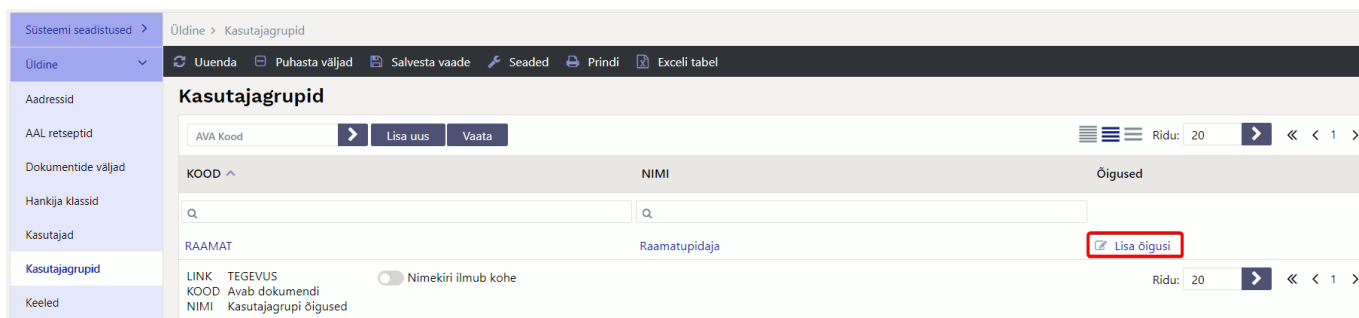 Süsteemi seadistused
Üldine > Kasutajagrupid
Üldine
Uuenda Puhasta väljad Salvesta vaade Seaded Prindi Exceli tabel
Aadressid
Kasutajagrupid
AAL retseptid
AVA Kood Lisa uus Vaata Ridu: 20 1
Dokumentide väljad
KOOD NIMI Õigused
Hankija klassid
Kasutajad
RAAMAT Raamatupidaja Lisa õigusi
Kasutajagrupid
LINK TEGEVUS Nimekiri ilmub kohe Ridu: 20 1
KOOD Avab dokumendi
Keeled
NIMI Kasutajagrupi õigused